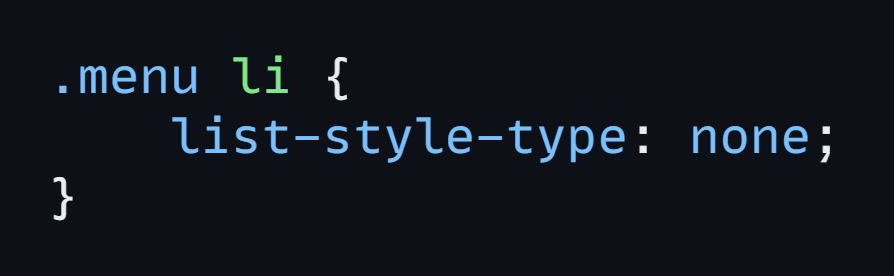 .menu li {
    list-style-type: none;
}